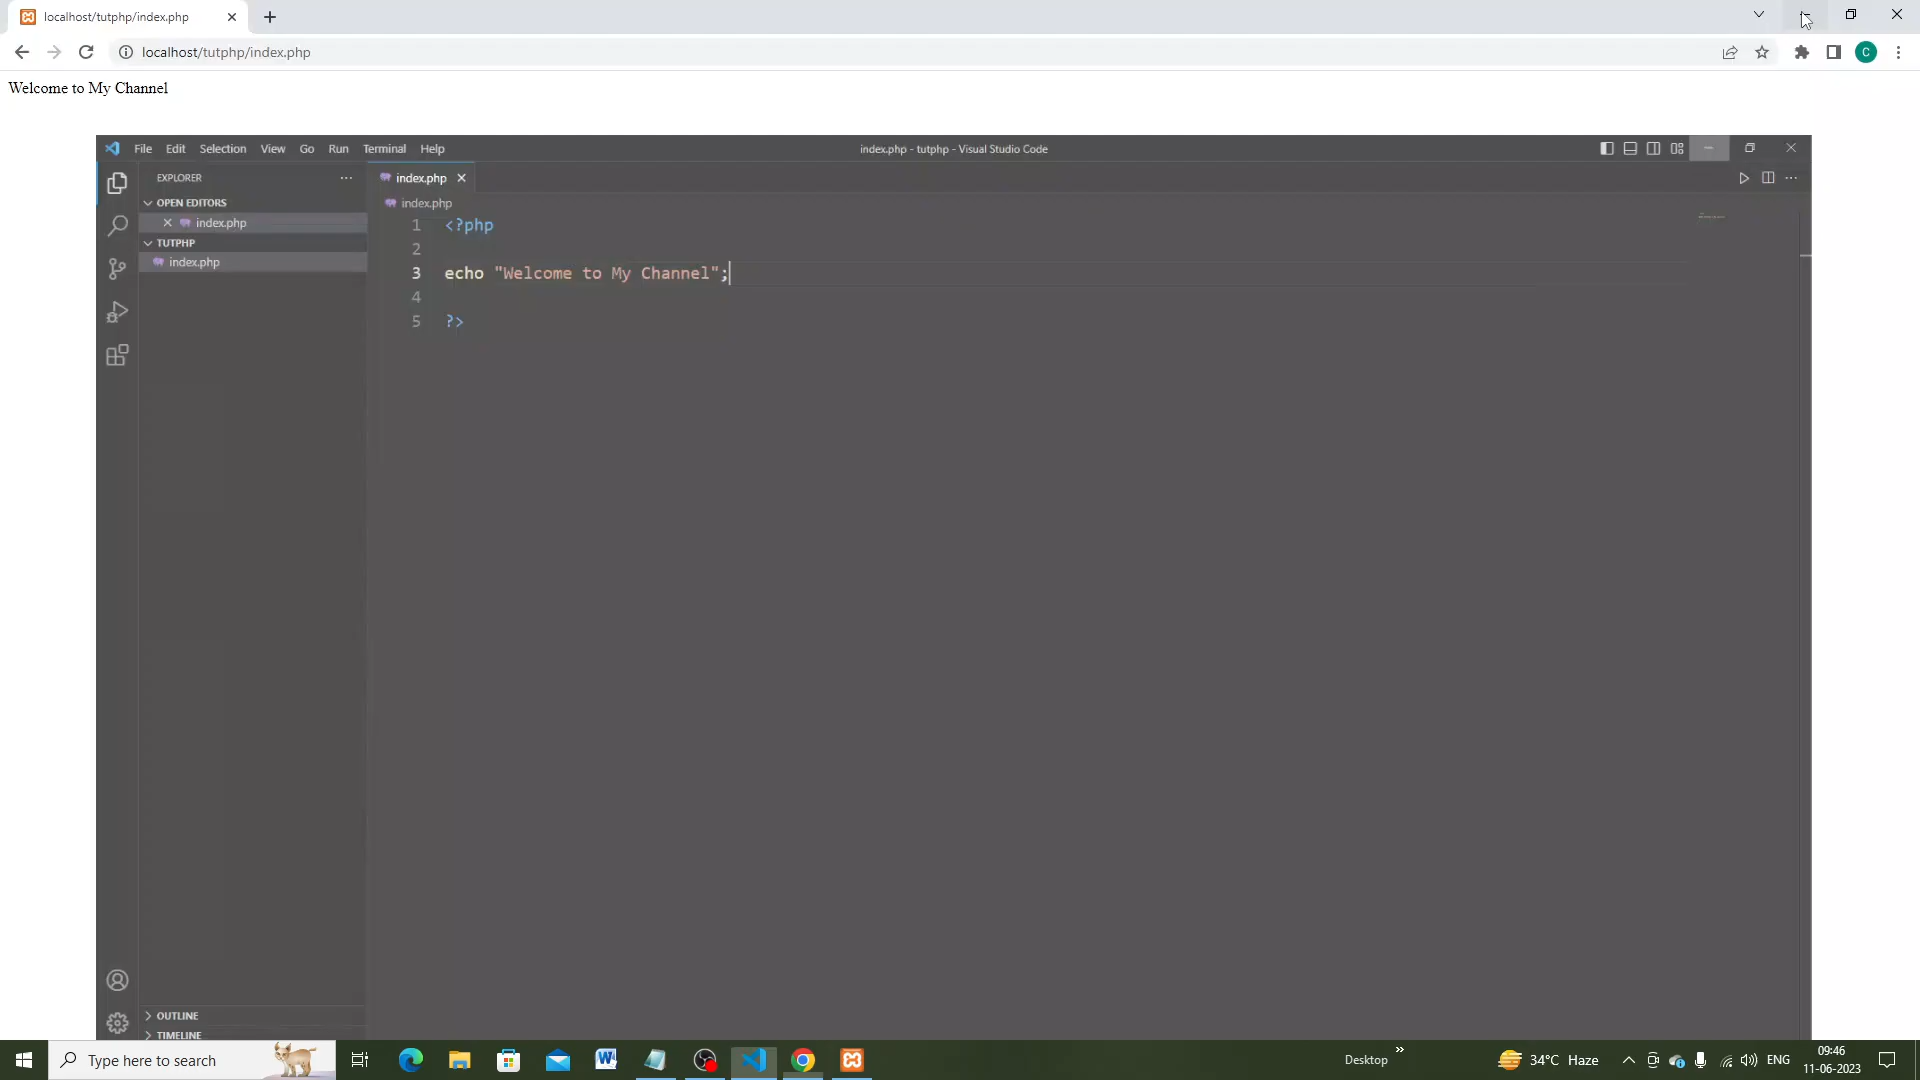 localhost/tutphp/index.php
localhost/tutphp/index.php
C
Welcome to My Channel
File Edit Selection View Go Run Terminal Help
index.php - tutphp - Visual Studio Code
EXPLORER
index.php
OPEN EDITORS
index.php
index.php
TUTPHP
index.php
1 <?php
2
3 echo "Welcome to My Channel";
4
5 ?>
OUTLINE
TIMELINE
Type here to search
Desktop
34°C Haze
ENG
09:46
11-06-2023